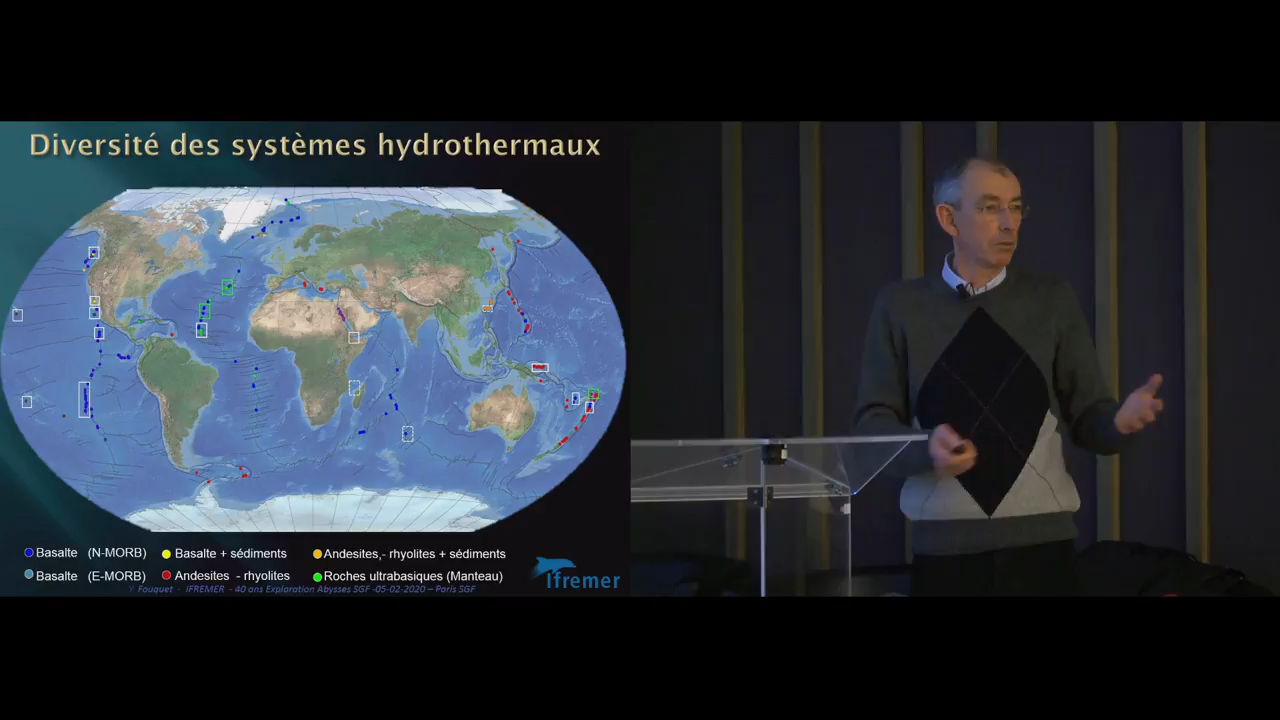 Diversité des systèmes hydrothermaux
Basalte (N-MORB)
Basalte + sédiments
Andesites,- rhyolites + sédiments
Basalte (E-MORB)
Andesites - rhyolites
Roches ultrabasiques (Manteau)
Ifremer
Y. Fouquet - IFREMER - 40 ans Exploration Abysses SGF -05-02-2020 – Paris SGF